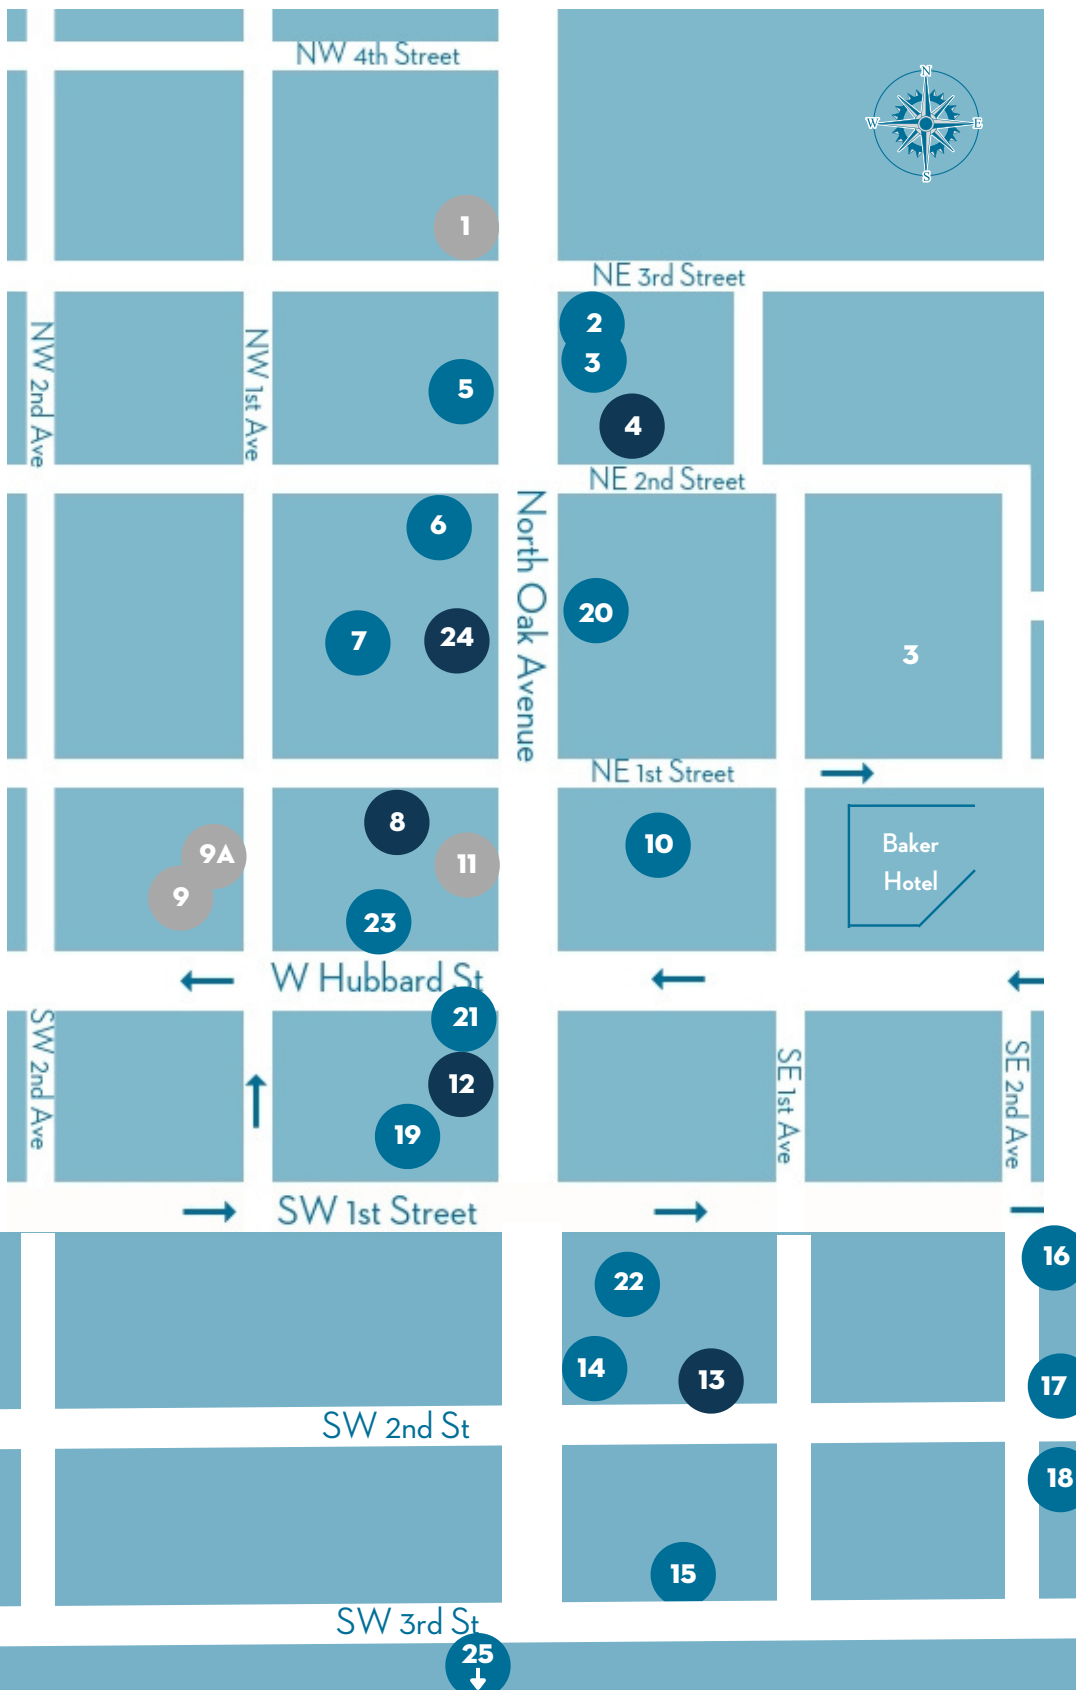 NW 4th Street
N
W
E
S
1
NE 3rd Street
2
3
NW 2nd Ave
NW 1st Ave
5
4
NE 2nd Street
North Oak Avenue
6
20
7
24
3
NE 1st Street
8
10
9A
11
Baker
Hotel
9
23
W Hubbard St
21
SW 2nd Ave
SE 1st Ave
SE 2nd Ave
12
19
SW 1st Street
16
22
14
13
17
SW 2nd St
18
15
SW 3rd St
25